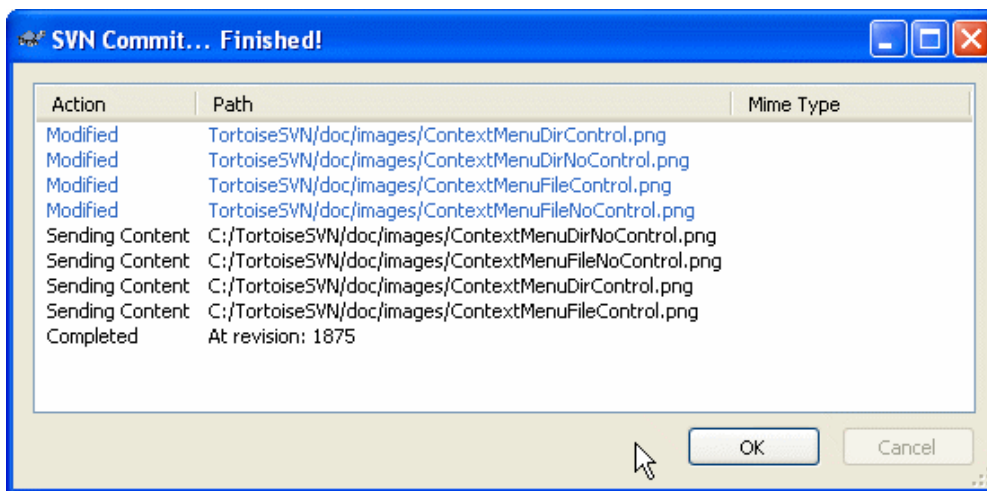 SVN Commit... Finished!
Action Path Mime Type
Modified TortoiseSVN/doc/images/ContextMenuDirControl.png
Modified TortoiseSVN/doc/images/ContextMenuDirNoControl.png
Modified TortoiseSVN/doc/images/ContextMenuFileControl.png
Modified TortoiseSVN/doc/images/ContextMenuFileNoControl.png
Sending Content C:/TortoiseSVN/doc/images/ContextMenuDirNoControl.png
Sending Content C:/TortoiseSVN/doc/images/ContextMenuFileNoControl.png
Sending Content C:/TortoiseSVN/doc/images/ContextMenuDirControl.png
Sending Content C:/TortoiseSVN/doc/images/ContextMenuFileControl.png
Completed At revision: 1875
OK Cancel